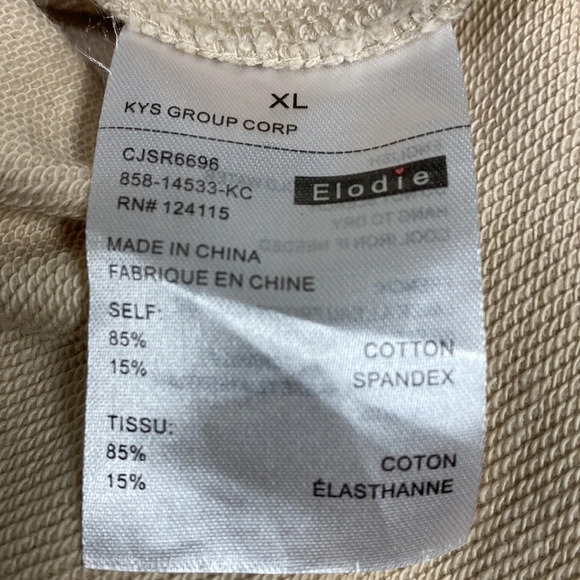 XL
KYS GROUP CORP
CJSR6696
858-14533-KC
RN# 124115
Elodie
MADE IN CHINA
FABRIQUE EN CHINE
SELF:
85% COTTON
15% SPANDEX
TISSU:
85% COTON
15% ÉLASTHANNE